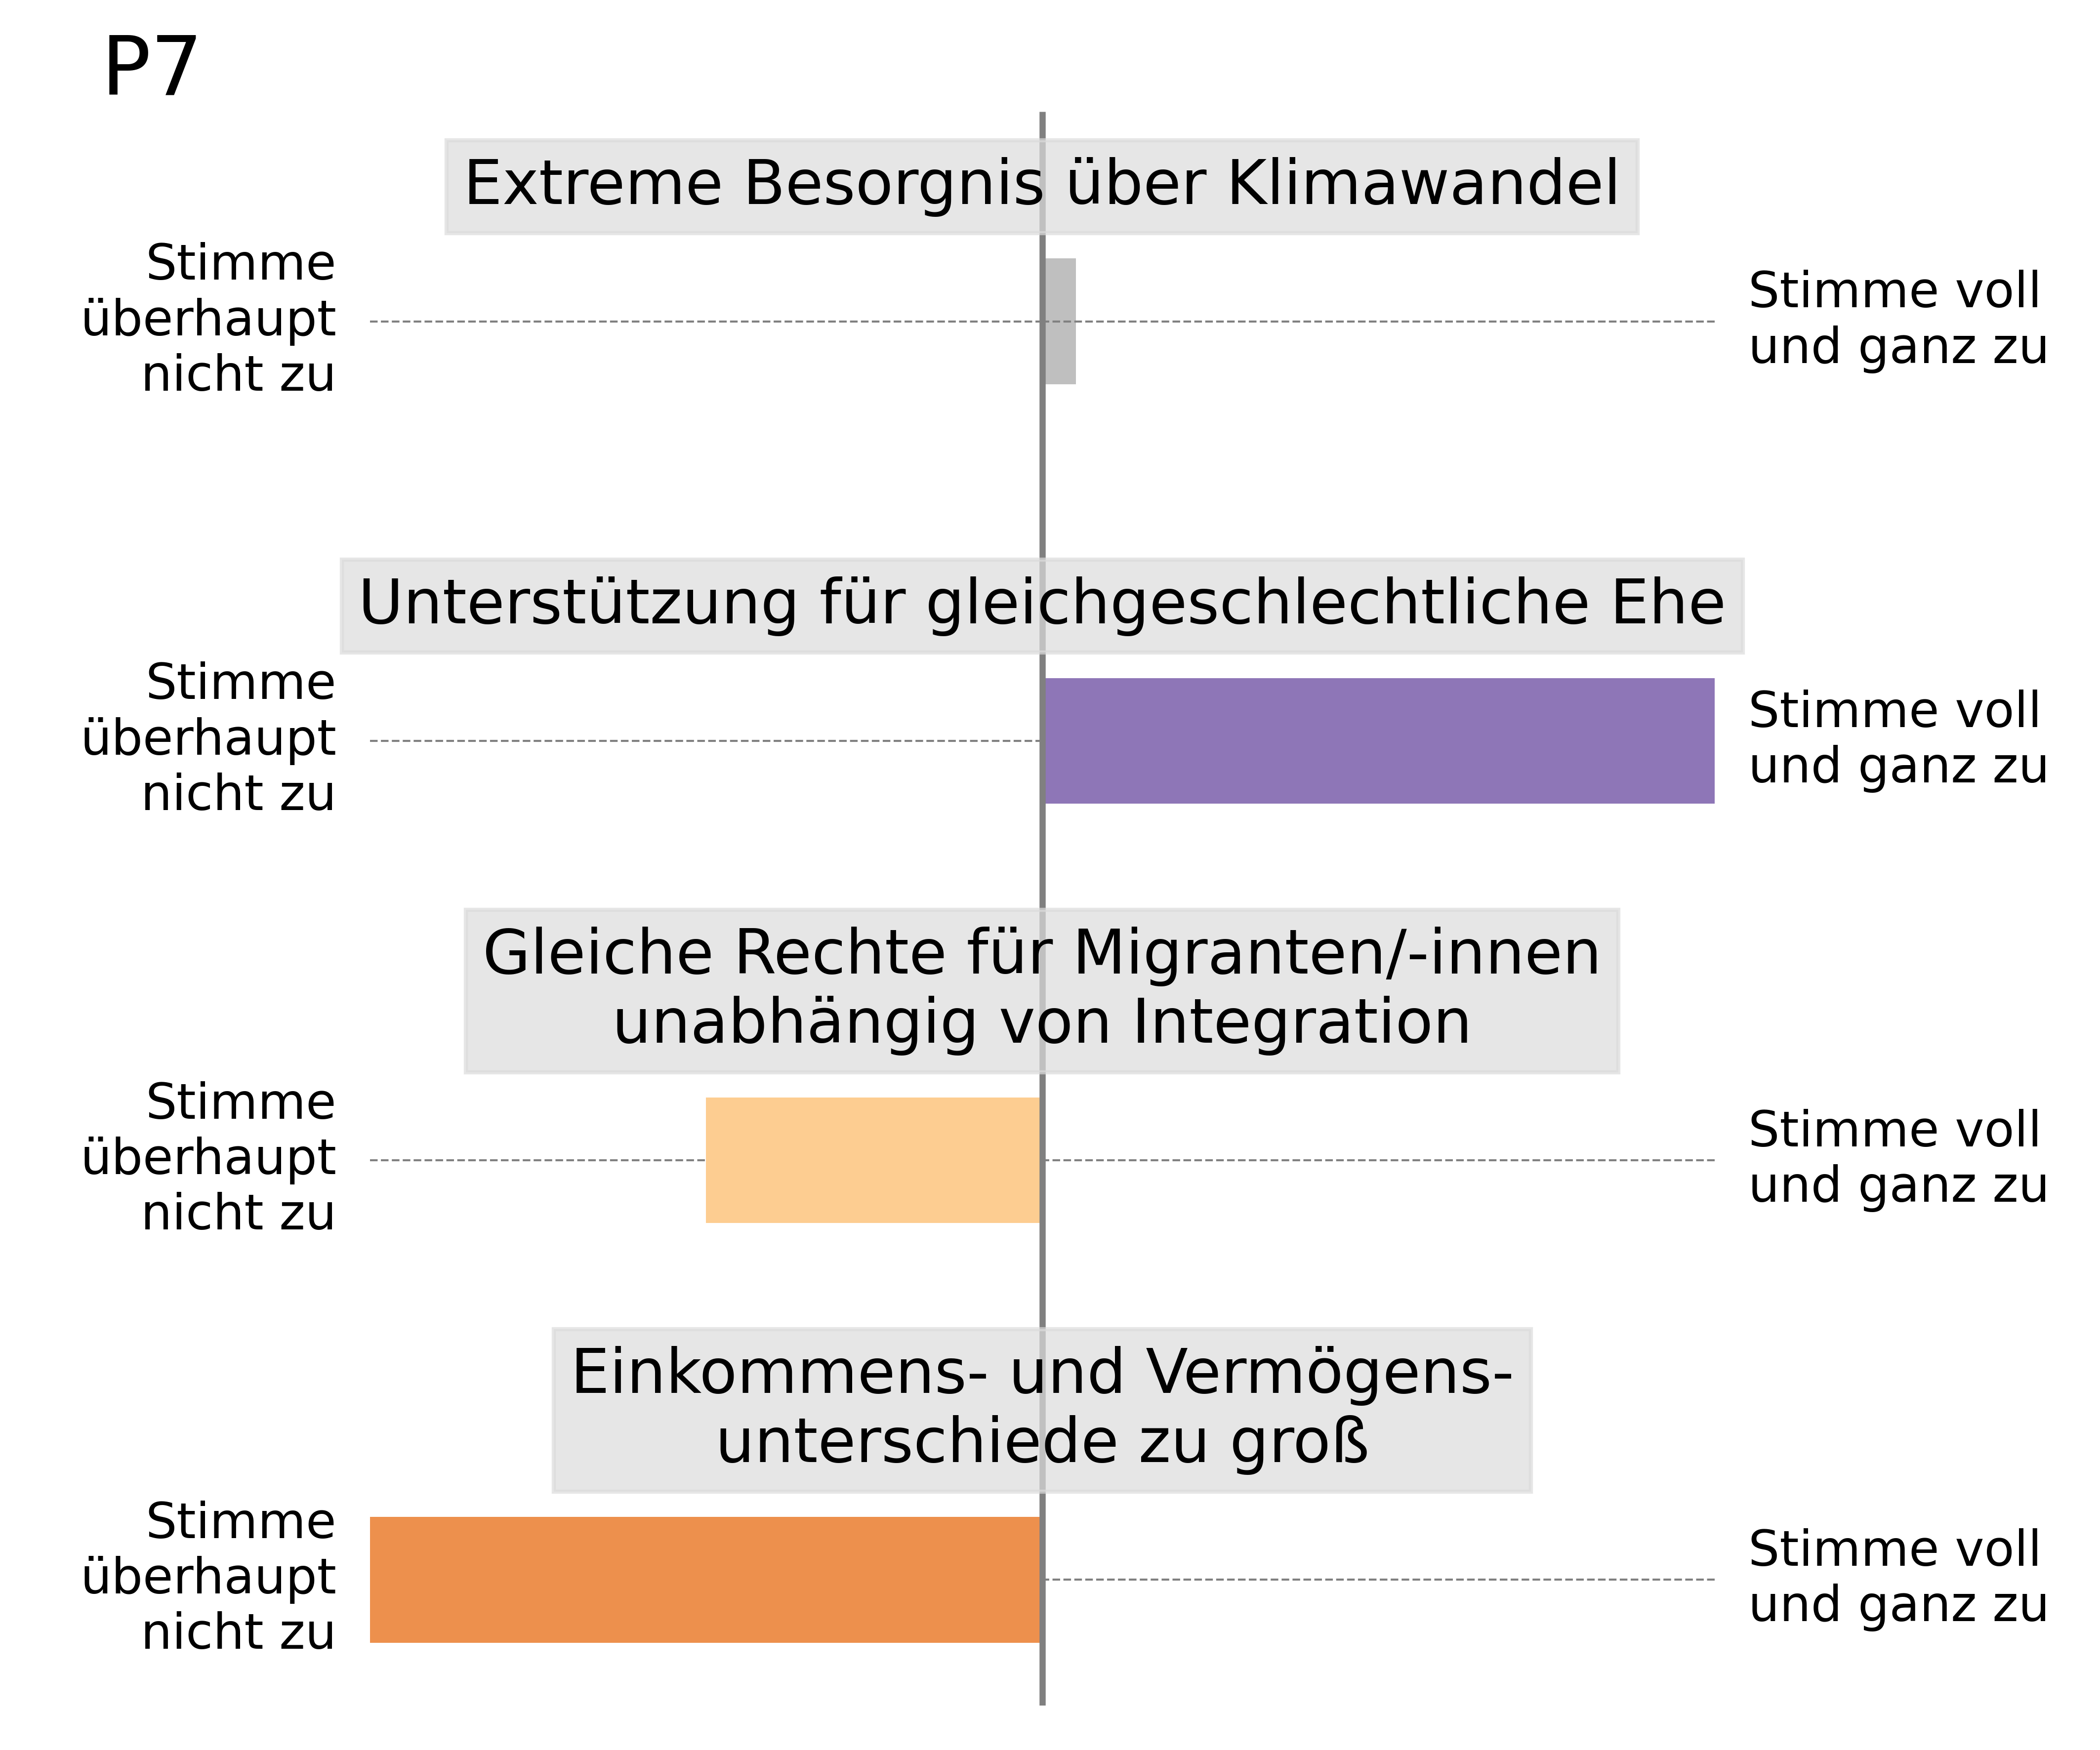 P7
Extreme Besorgnis über Klimawandel
Stimme
überhaupt
nicht zu
Stimme voll
und ganz zu
Unterstützung für gleichgeschlechtliche Ehe
Stimme
überhaupt
nicht zu
Stimme voll
und ganz zu
Gleiche Rechte für Migranten/-innen
unabhängig von Integration
Stimme
überhaupt
nicht zu
Stimme voll
und ganz zu
Einkommens- und Vermögens-
unterschiede zu groß
Stimme
überhaupt
nicht zu
Stimme voll
und ganz zu